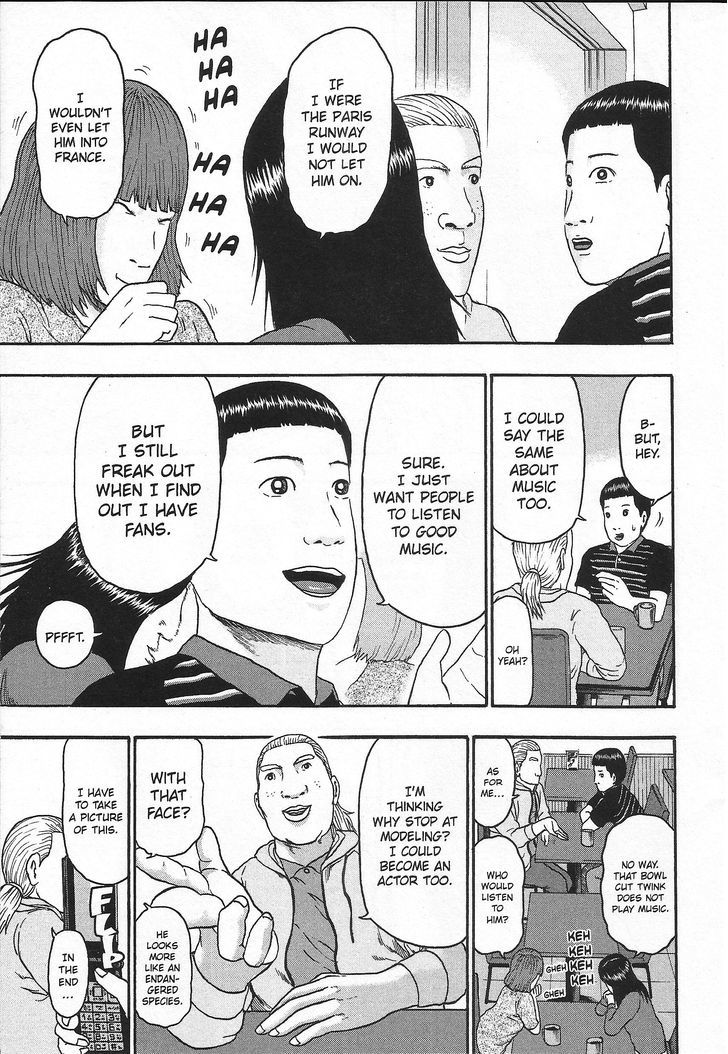 IF
I WERE
THE PARIS
RUNWAY I
WOULD
NOT LET
HIM ON.
I
WOULDN'T
EVEN LET
HIM INTO
FRANCE.
HA
HA
HA
HA
HA
HA
B-
BUT,
HEY.
I COULD
SAY THE
SAME
ABOUT
MUSIC
TOO.
OH
YEAH?
SURE.
I JUST
WANT PEOPLE
TO LISTEN
TO GOOD
MUSIC.
BUT
I STILL
FREAK OUT
WHEN I FIND
OUT I HAVE
FANS.
PFFFT.
AS
FOR
ME...
NO WAY.
THAT BOWL
CUT TWINK
DOES NOT
PLAY MUSIC.
WHO
WOULD
LISTEN TO
HIM?
KEH
KEH
KEH
KEH
GHEH
GHEH
I'M
THINKING
WHY STOP AT
MODELING?
I COULD
BECOME AN
ACTOR TOO.
WITH
THAT
FACE?
HE
LOOKS
MORE
LIKE AN
ENDAN-
GERED
SPECIES.
I HAVE
TO TAKE
A PICTURE
OF THIS.
FLIP
IN THE
END
...